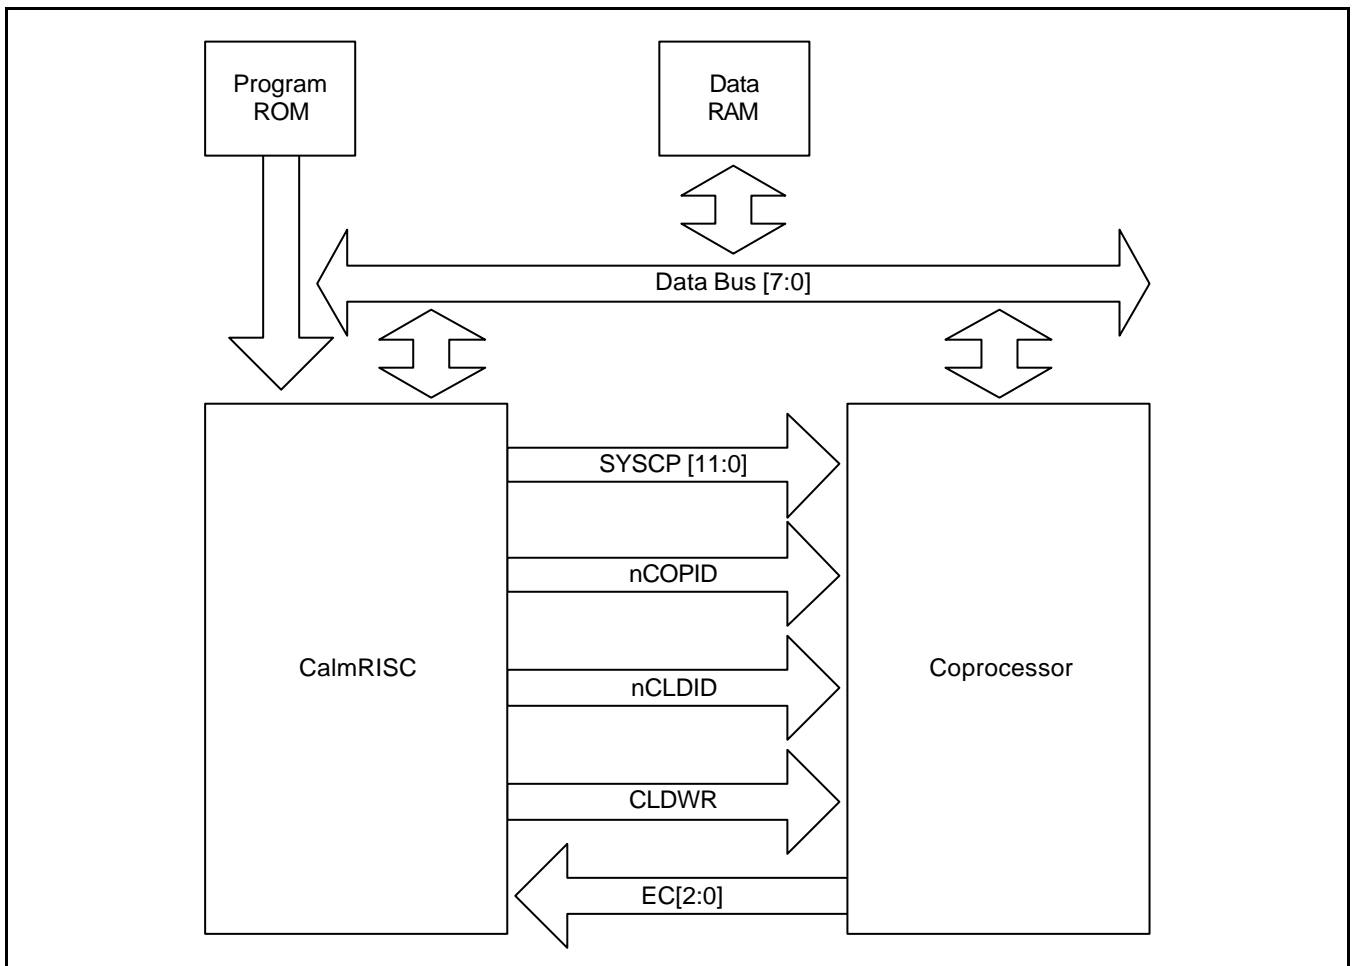 Program
ROM
Data
RAM
Data Bus [7:0]
SYSCP [11:0]
nCOPID
CalmRISC
Coprocessor
nCLDID
CLDWR
EC[2:0]